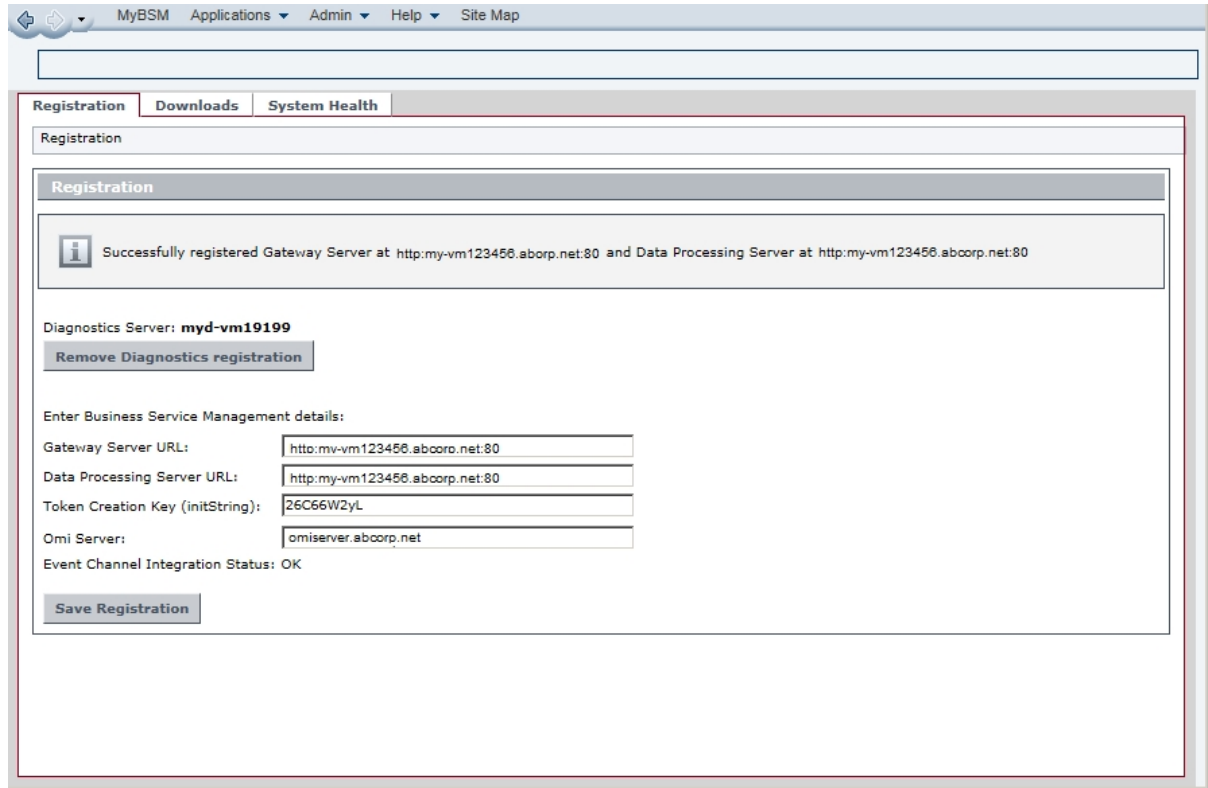 MyBSM Applications Admin Help Site Map
Registration Downloads System Health
Registration
Registration
Successfully registered Gateway Server at http:my-vm123456.aborp.net:80 and Data Processing Server at http:my-vm123456.abcorp.net:80
Diagnostics Server: myd-vm19199
Remove Diagnostics registration
Enter Business Service Management details:
Gateway Server URL: http:my-vm123456.abcorp.net:80
Data Processing Server URL: http:my-vm123456.abcorp.net:80
Token Creation Key (initString): 26C66W2yL
Omi Server: omiserver.abcorp.net
Event Channel Integration Status: OK
Save Registration